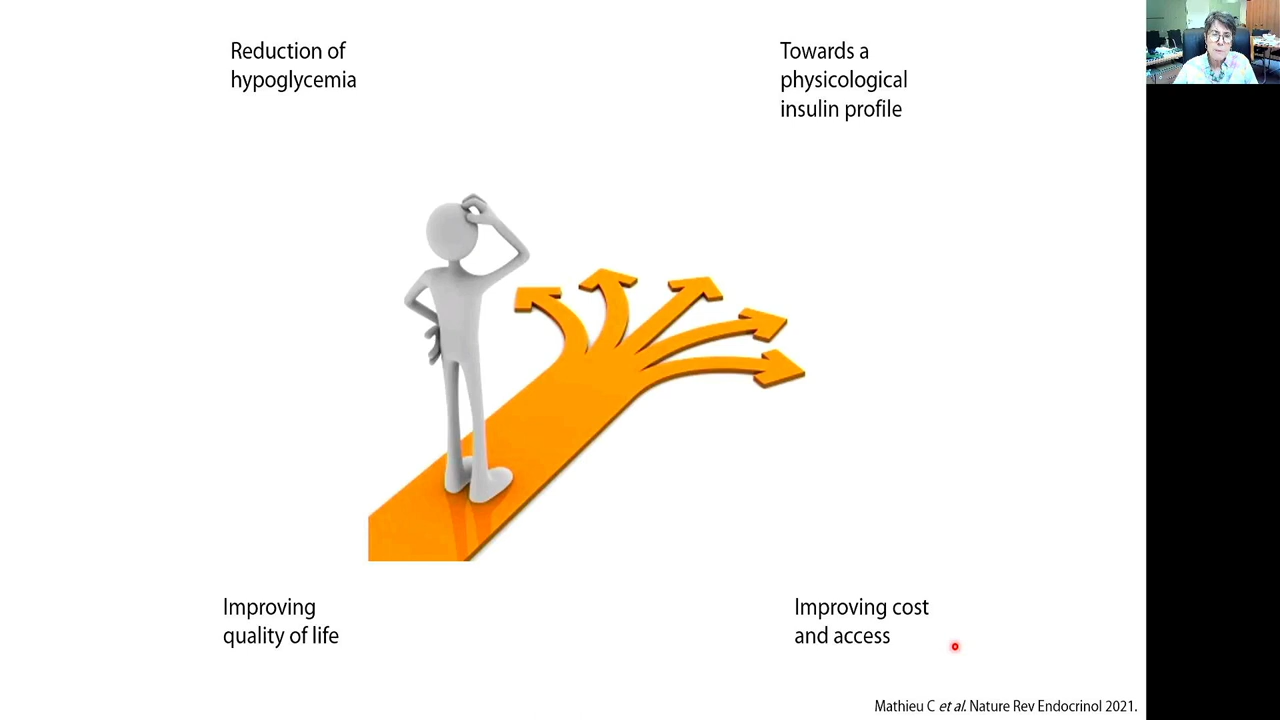 Reduction of
hypoglycemia
Towards a
physicological
insulin profile
Improving
quality of life
Improving cost
and access
Mathieu C et al. Nature Rev Endocrinol 2021.